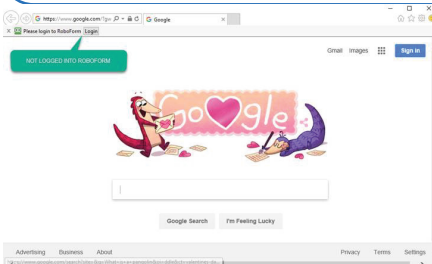 https://www.google.com/?gw
Google
Please login to RoboForm Login
NOT LOGGED INTO ROBOFORM
Gmail Images Sign in
Google
Google Search I'm Feeling Lucky
Advertising Business About Privacy Terms Settings